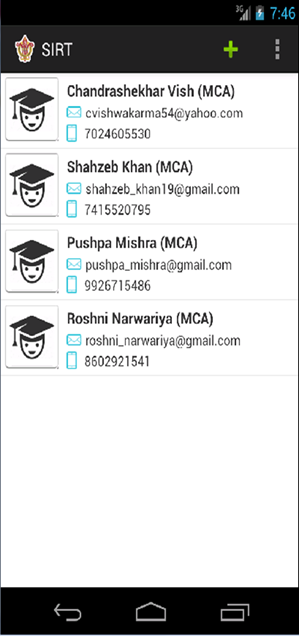 3G 7:46
SIRT
Chandrashekhar Vish (MCA)
cvishwakarma54@yahoo.com
7024605530
Shahzeb Khan (MCA)
shahzeb_khan19@gmail.com
7415520795
Pushpa Mishra (MCA)
pushpa_mishra@gmail.com
9926715486
Roshni Narwariya (MCA)
roshni_narwariya@gmail.com
8602921541